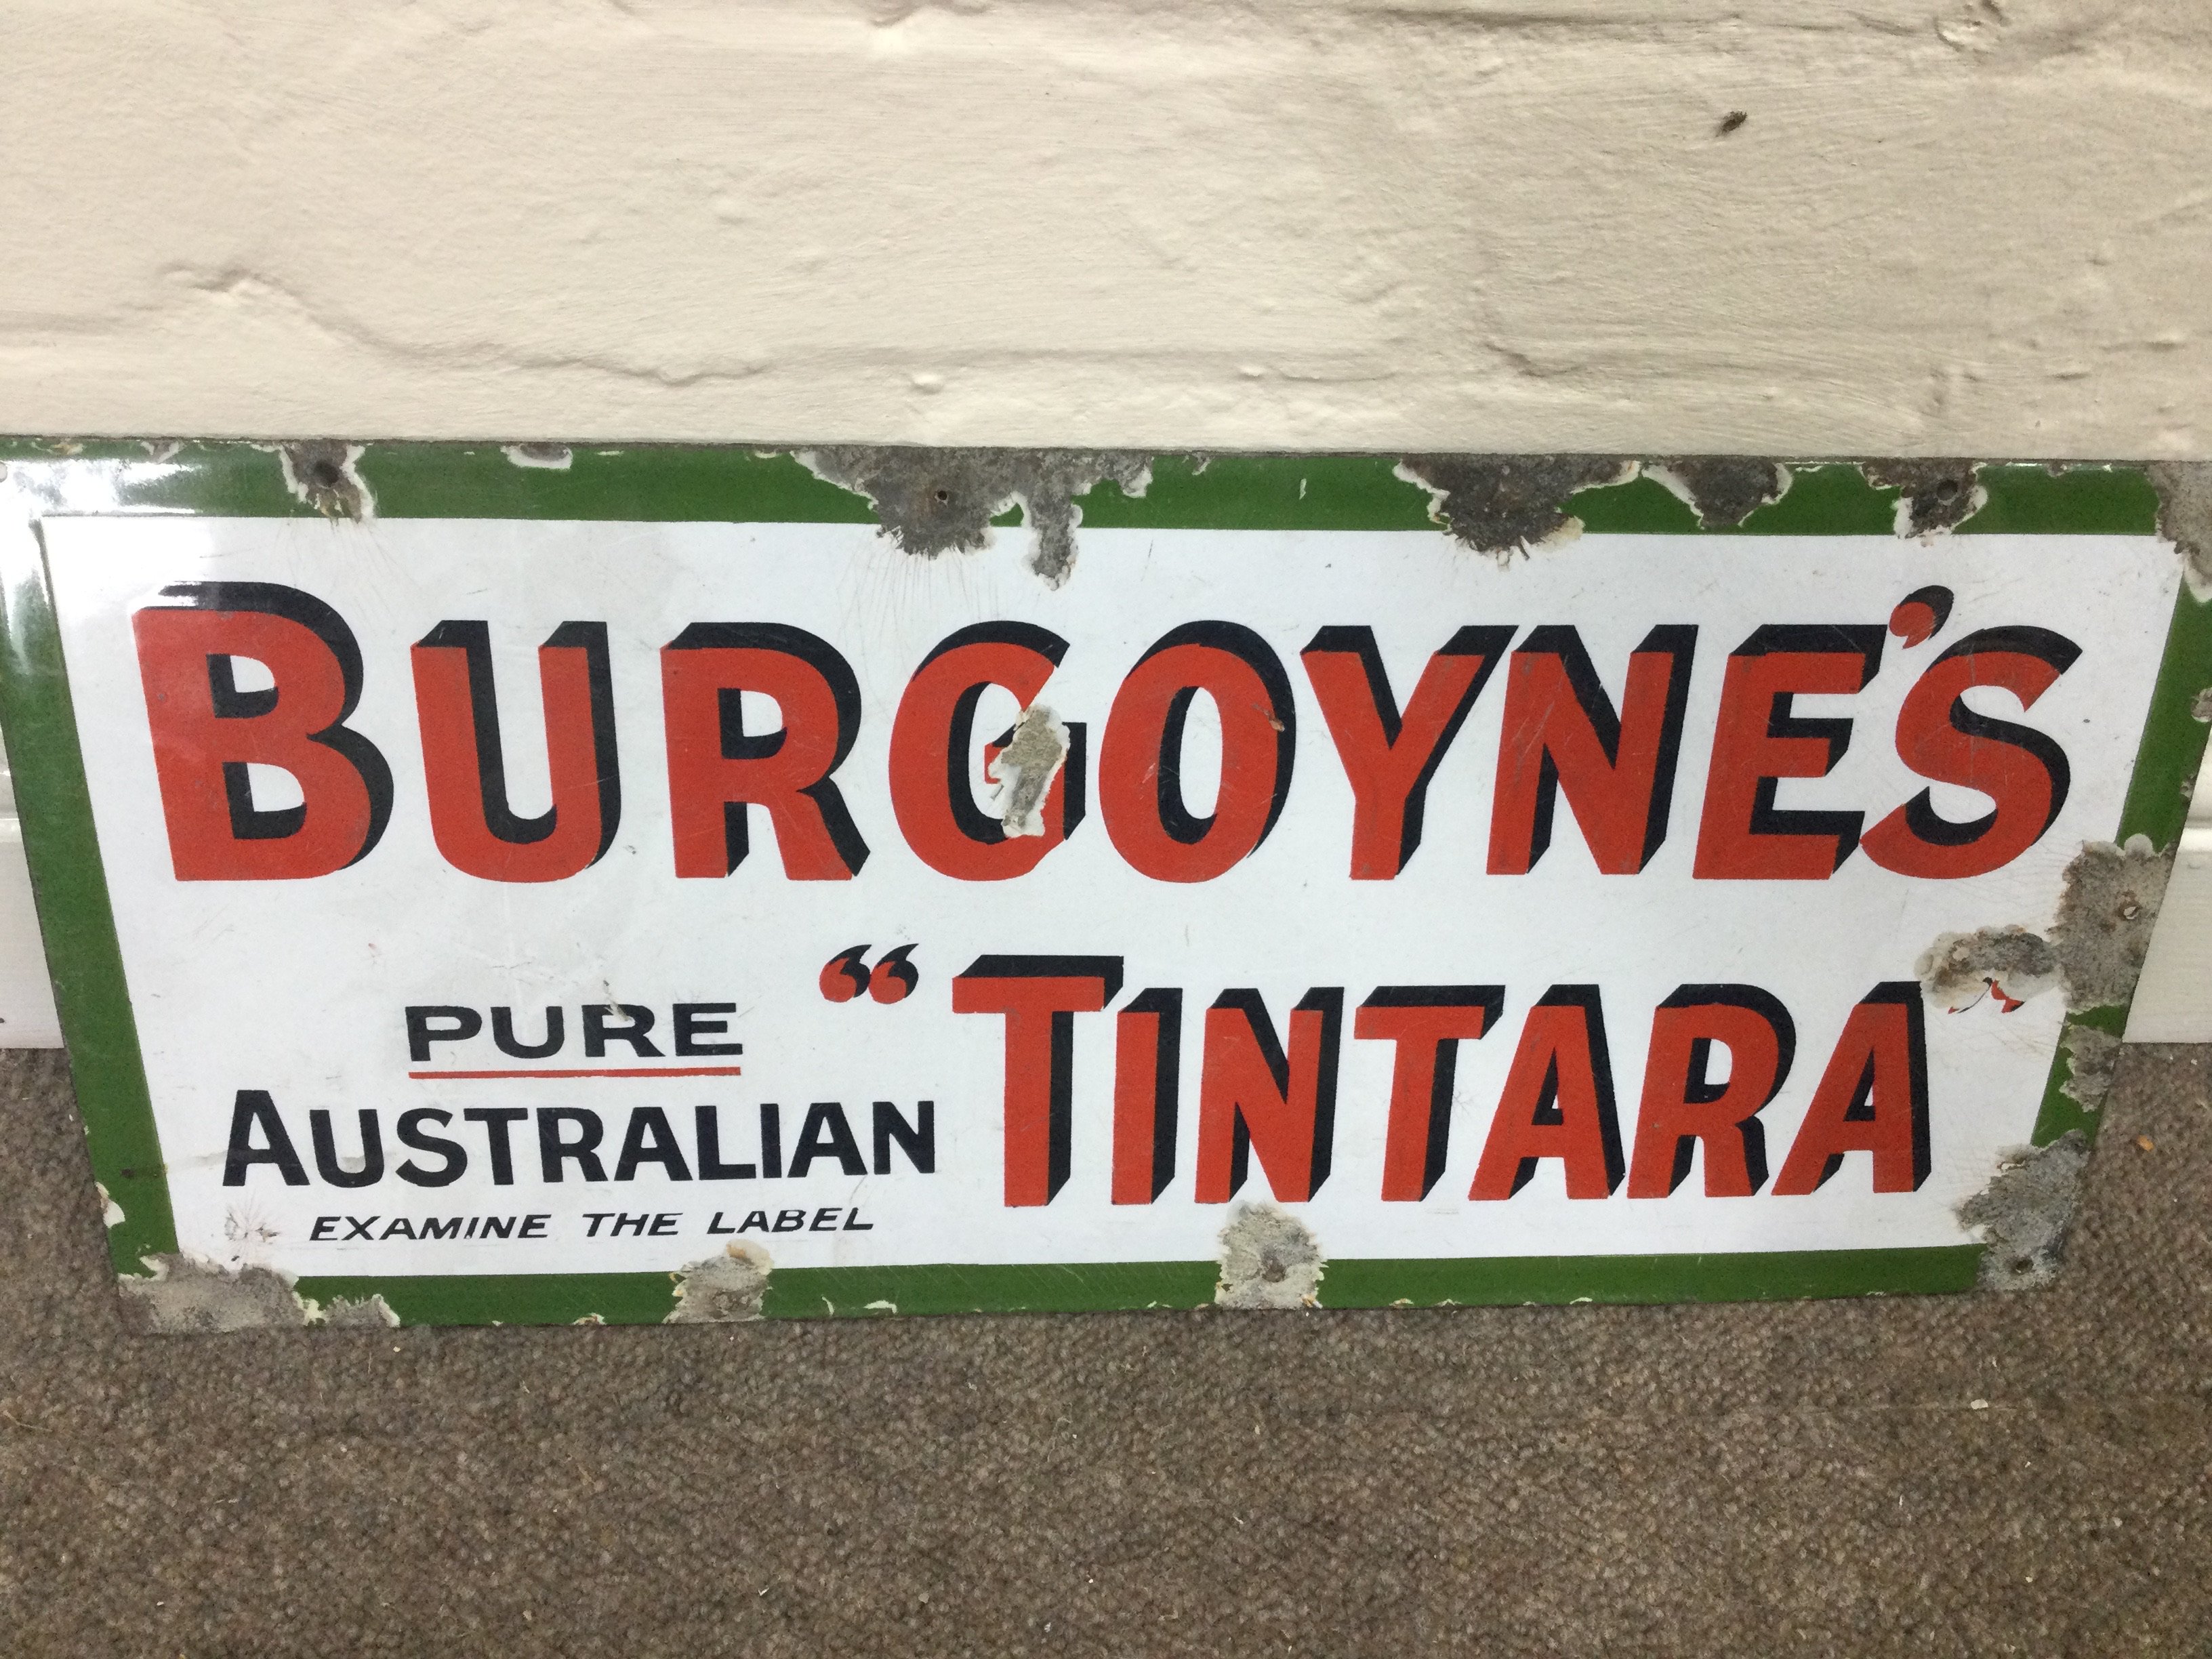 BURGOYNE'S
PURE
AUSTRALIAN
EXAMINE THE LABEL
“TINTARA”